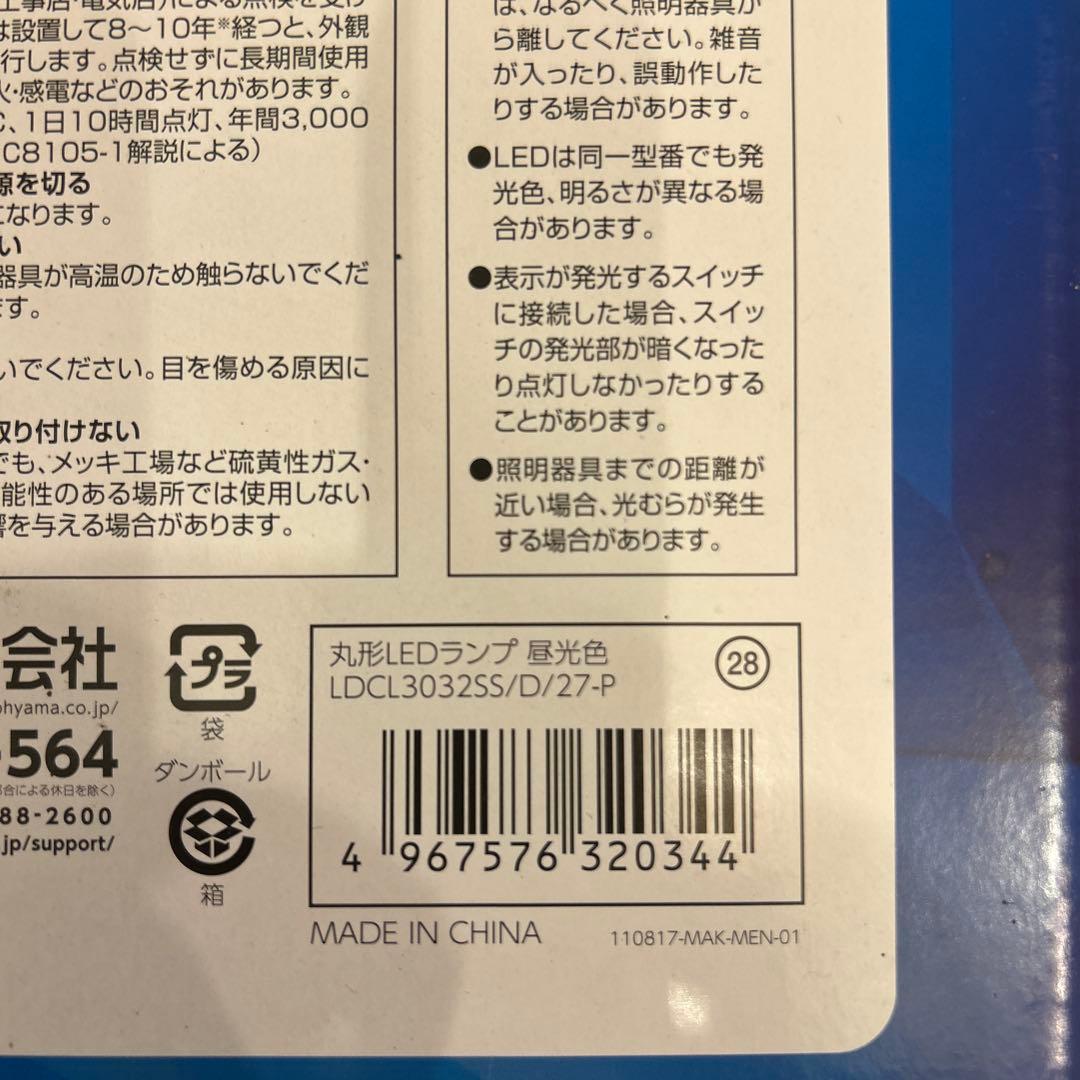 工事店・電気店)による点検を受け
は設置して8〜10年※経つと、外観
行します。点検せずに長期間使用
火・感電などのおそれがあります。
C、1日10時間点灯、年間3,000
C8105-1解説による)
源を切る
になります。
い
器具が高温のため触らないでくだ
ます。
いでください。目を傷める原因に
取り付けない
でも、メッキ工場など硫黄性ガス・
能性のある場所では使用しない
響を与える場合があります。
は、なるべく照明器具か
ら離してください。雑音
が入ったり、誤動作した
りする場合があります。
●LEDは同一型番でも発
光色、明るさが異なる場
合があります。
●表示が発光するスイッチ
に接続した場合、スイッ
チの発光部が暗くなった
り点灯しなかったりする
ことがあります。
●照明器具までの距離が
近い場合、光むらが発生
する場合があります。
会社
ohyama.co.jp/
564
都合による休日を除く)
88-2600
.jp/support/
プラ
袋
ダンボール
箱
丸形LEDランプ 昼光色
28
LDCL3032SS/D/27-P
4 967576 320344
MADE IN CHINA
110817-MAK-MEN-01